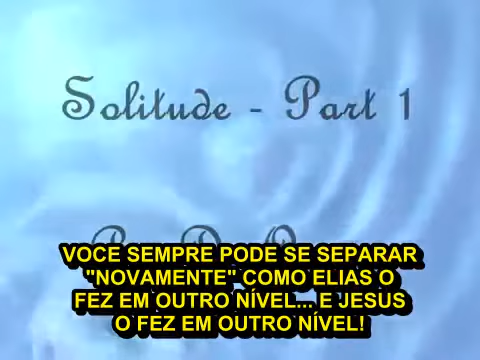 Solitude - Part 1
VOCE SEMPRE PODE SE SEPARAR
"NOVAMENTE" COMO ELIAS O
FEZ EM OUTRO NÍVEL... E JESUS
O FEZ EM OUTRO NÍVEL!